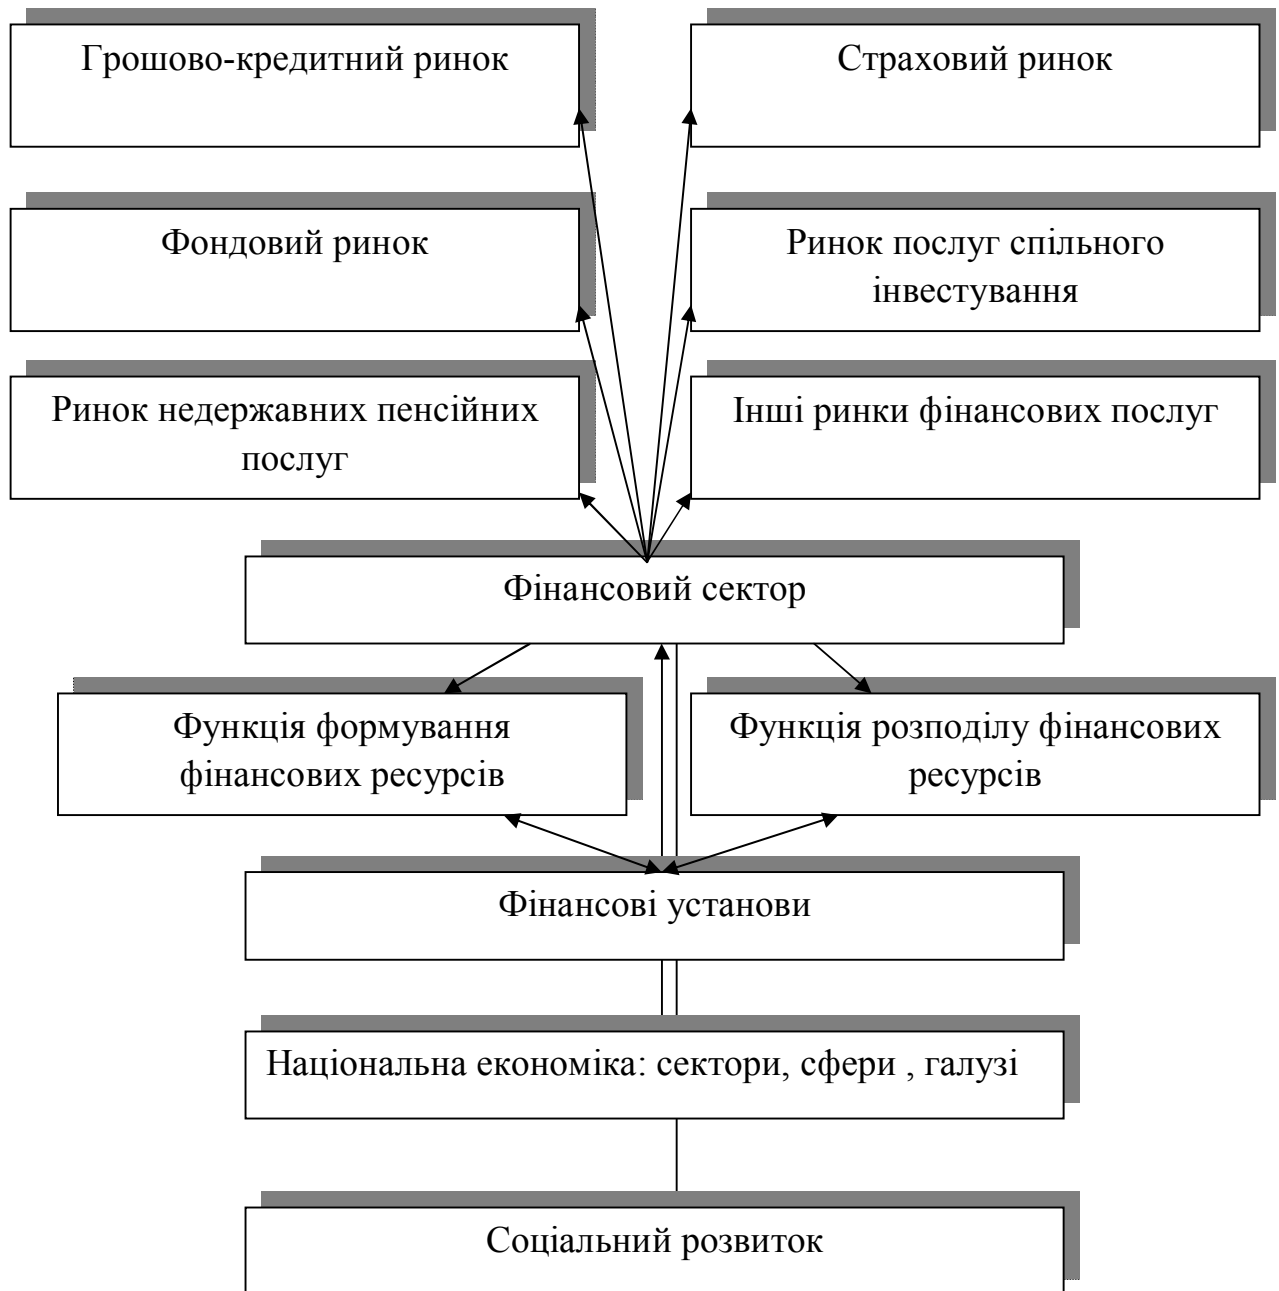 Грошово-кредитний ринок
Страховий ринок
Фондовий ринок
Ринок послуг спільного
інвестування
Ринок недержавних пенсійних
послуг
Інші ринки фінансових послуг
Фінансовий сектор
Функція формування
фінансових ресурсів
Функція розподілу фінансових
ресурсів
Фінансові установи
Національна економіка: сектори, сфери , галузі
Соціальний розвиток